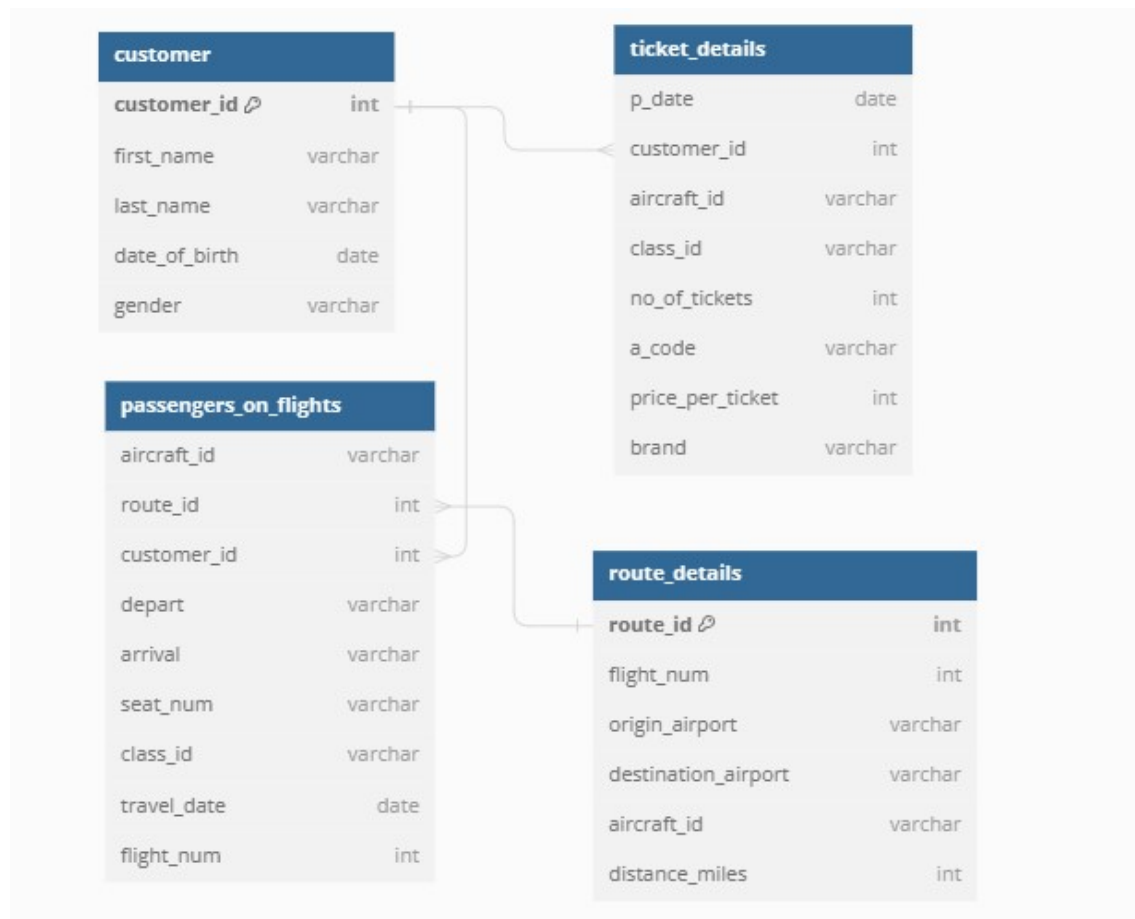 customer
customer_id int
first_name varchar
last_name varchar
date_of_birth date
gender varchar
ticket_details
p_date date
customer_id int
aircraft_id varchar
class_id varchar
no_of_tickets int
a_code varchar
price_per_ticket int
brand varchar
passengers_on_flights
aircraft_id varchar
route_id int
customer_id int
depart varchar
arrival varchar
seat_num varchar
class_id varchar
travel_date date
flight_num int
route_details
route_id int
flight_num int
origin_airport varchar
destination_airport varchar
aircraft_id varchar
distance_miles int